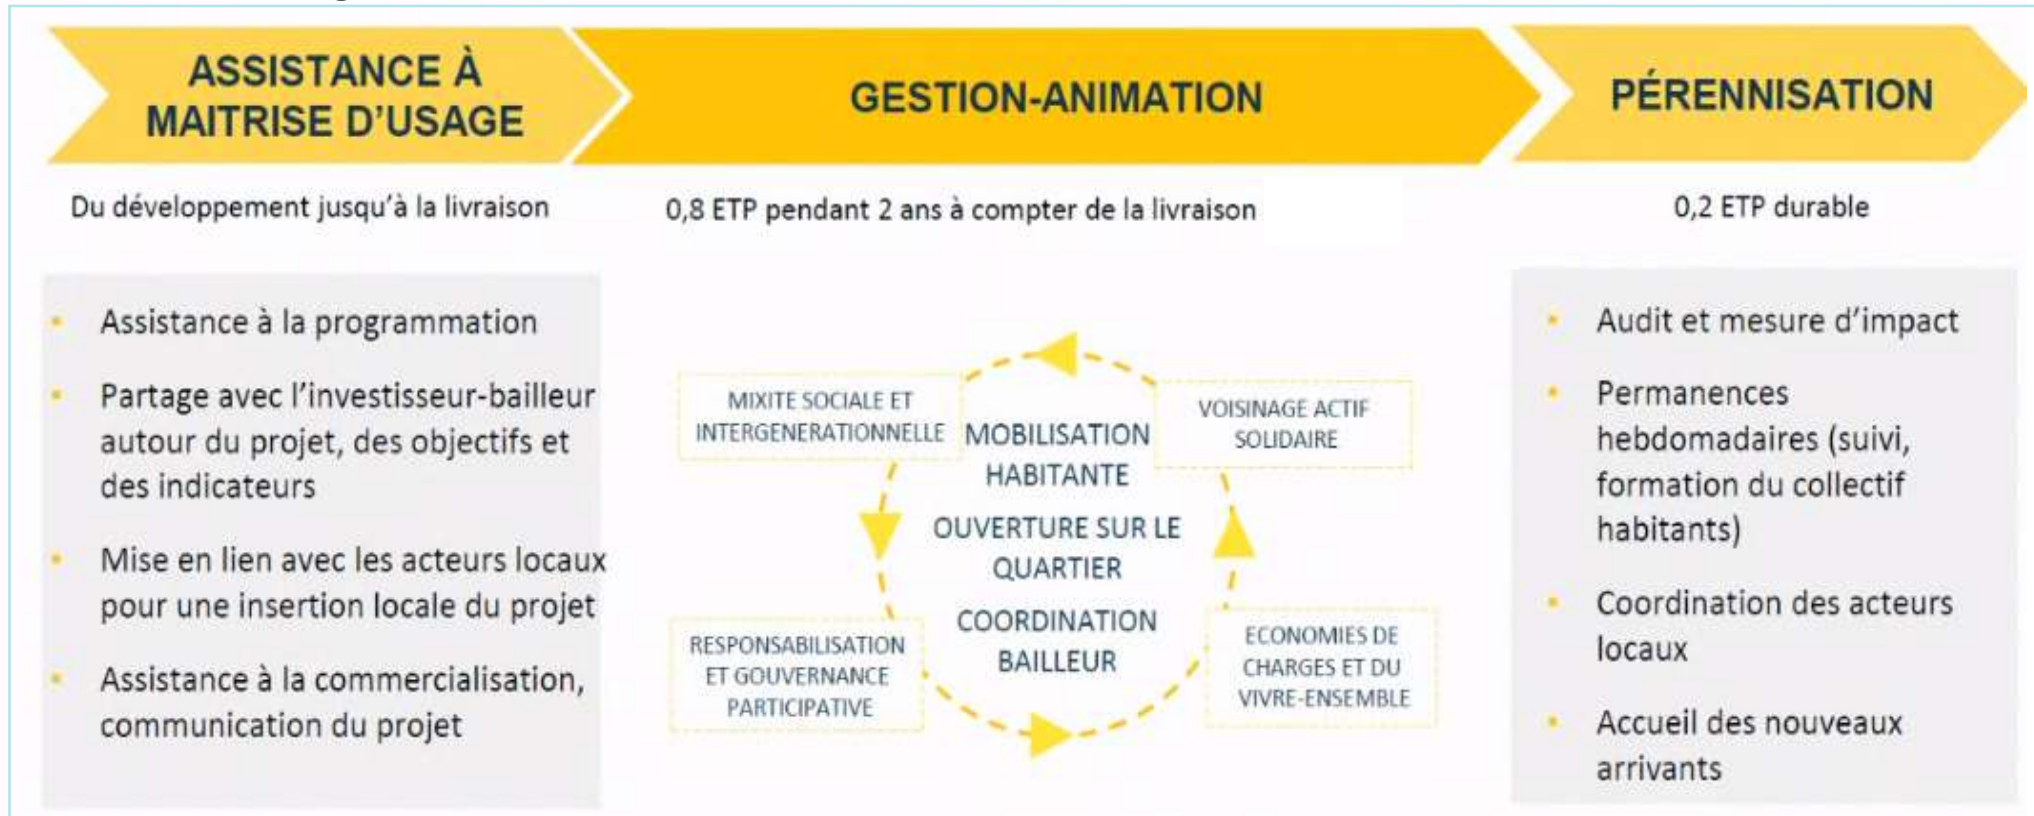 ASSISTANCE À
MAITRISE D'USAGE
GESTION-ANIMATION
PÉRENNISATION
Du développement jusqu'à la livraison
0,8 ETP pendant 2 ans à compter de la livraison
0,2 ETP durable
• Assistance à la programmation
• Partage avec l'investisseur-bailleur
autour du projet, des objectifs et
des indicateurs
• Mise en lien avec les acteurs locaux
pour une insertion locale du projet
• Assistance à la commercialisation,
communication du projet
MIXITE SOCIALE ET
INTERGENERATIONNELLE
VOISINAGE ACTIF
SOLIDAIRE
MOBILISATION
HABITANTE
OUVERTURE SUR LE
QUARTIER
COORDINATION
BAILLEUR
RESPONSABILISATION
ET GOUVERNANCE
PARTICIPATIVE
ECONOMIES DE
CHARGES ET DU
VIVRE-ENSEMBLE
• Audit et mesure d'impact
• Permanences
hebdomadaires (suivi,
formation du collectif
habitants)
• Coordination des acteurs
locaux
• Accueil des nouveaux
arrivants